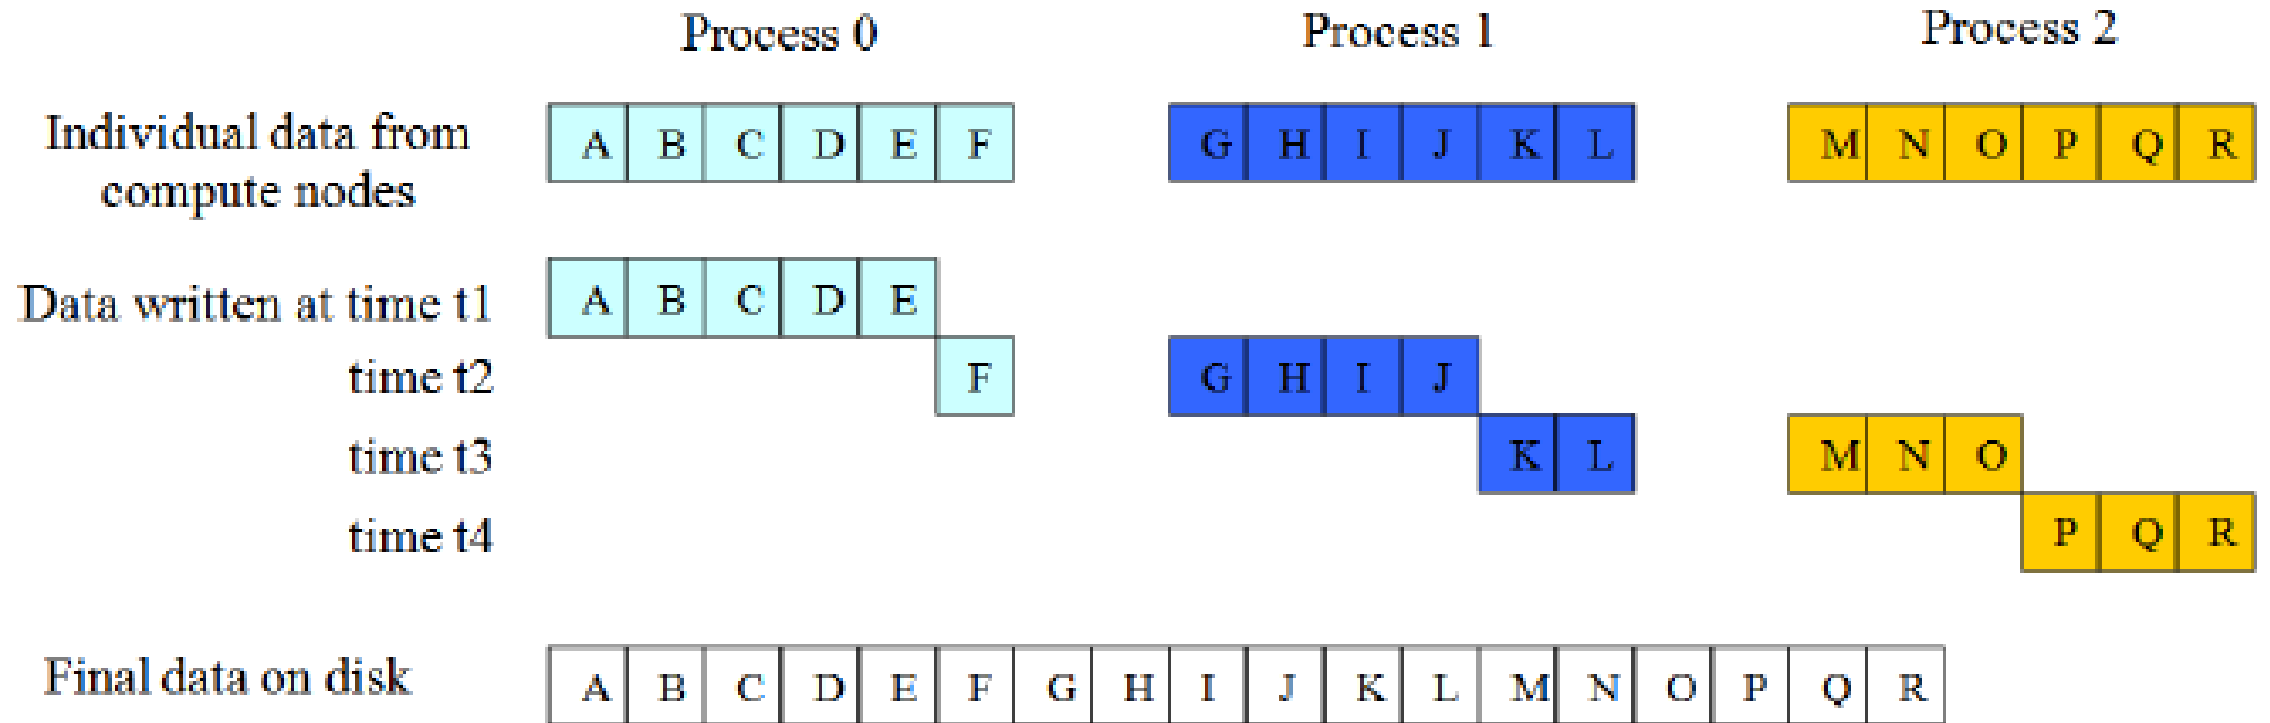 Process 0 Process 1 Process 2
Individual data from
compute nodes
A B C D E F G H I J K L M N O P Q R
Data written at time t1 A B C D E
time t2 F G H I J
time t3 K L M N O
time t4 P Q R
Final data on disk A B C D E F G H I J K L M N O P Q R